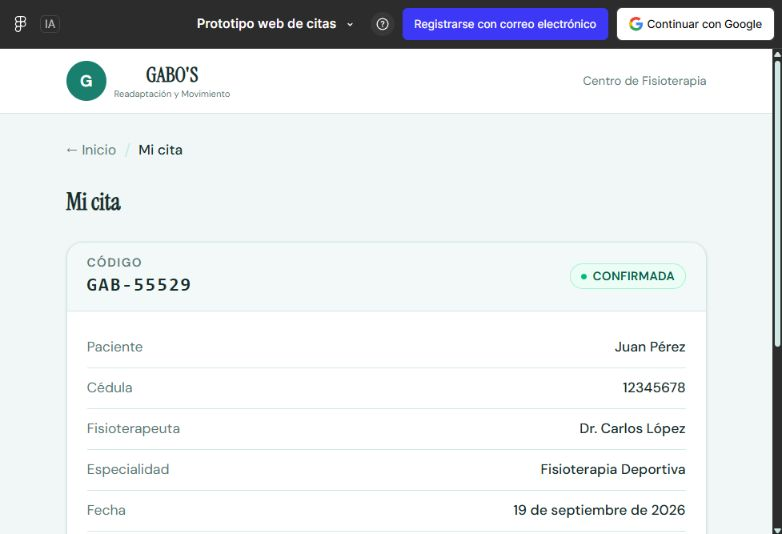 IA
Prototipo web de citas
?
Registrarse con correo electrónico
G Continuar con Google
G
GABO'S
Readaptación y Movimiento
Centro de Fisioterapia
← Inicio / Mi cita
Mi cita
CÓDIGO
GAB-55529
CONFIRMADA
Paciente Juan Pérez
Cédula 12345678
Fisioterapeuta Dr. Carlos López
Especialidad Fisioterapia Deportiva
Fecha 19 de septiembre de 2026